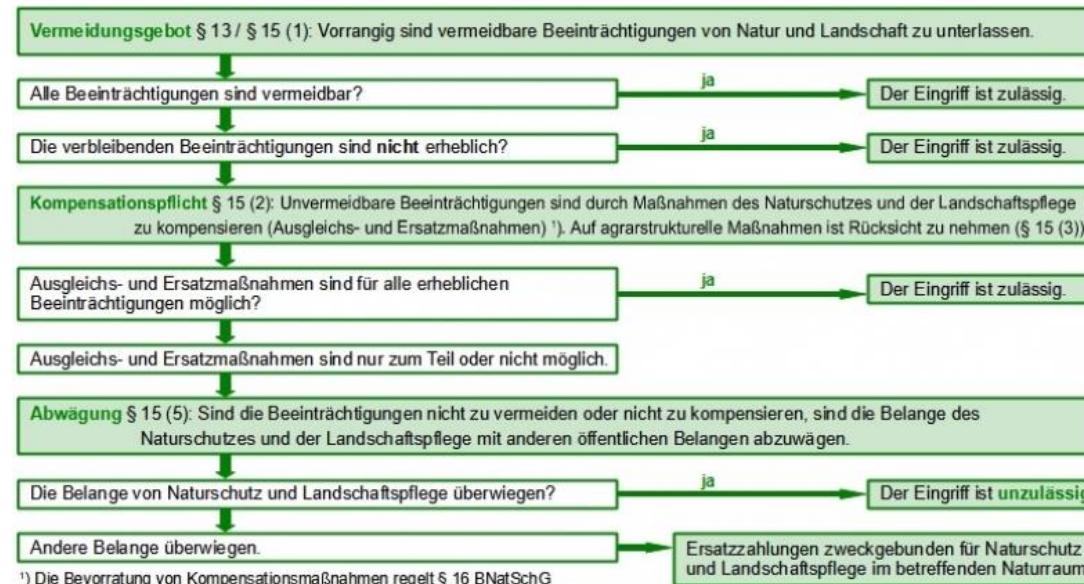 Vermeidungsgebot § 13 / § 15 (1): Vorrangig sind vermeidbare Beeinträchtigungen von Natur und Landschaft zu unterlassen.
Alle Beeinträchtigungen sind vermeidbar?
ja
Der Eingriff ist zulässig.
Die verbleibenden Beeinträchtigungen sind nicht erheblich?
ja
Der Eingriff ist zulässig.
Kompensationspflicht § 15 (2): Unvermeidbare Beeinträchtigungen sind durch Maßnahmen des Naturschutzes und der Landschaftspflege
zu kompensieren (Ausgleichs- und Ersatzmaßnahmen) ¹). Auf agrarstrukturelle Maßnahmen ist Rücksicht zu nehmen (§ 15 (3))
Ausgleichs- und Ersatzmaßnahmen sind für alle erheblichen
Beeinträchtigungen möglich?
ja
Der Eingriff ist zulässig.
Ausgleichs- und Ersatzmaßnahmen sind nur zum Teil oder nicht möglich.
Abwägung § 15 (5): Sind die Beeinträchtigungen nicht zu vermeiden oder nicht zu kompensieren, sind die Belange des
Naturschutzes und der Landschaftspflege mit anderen öffentlichen Belangen abzuwägen.
Die Belange von Naturschutz und Landschaftspflege überwiegen?
ja
Der Eingriff ist unzulässig
Andere Belange überwiegen.
Ersatzzahlungen zweckgebunden für Naturschutz
und Landschaftspflege im betreffenden Naturraum
¹) Die Bevorratung von Kompensationsmaßnahmen regelt § 16 BNatSchG